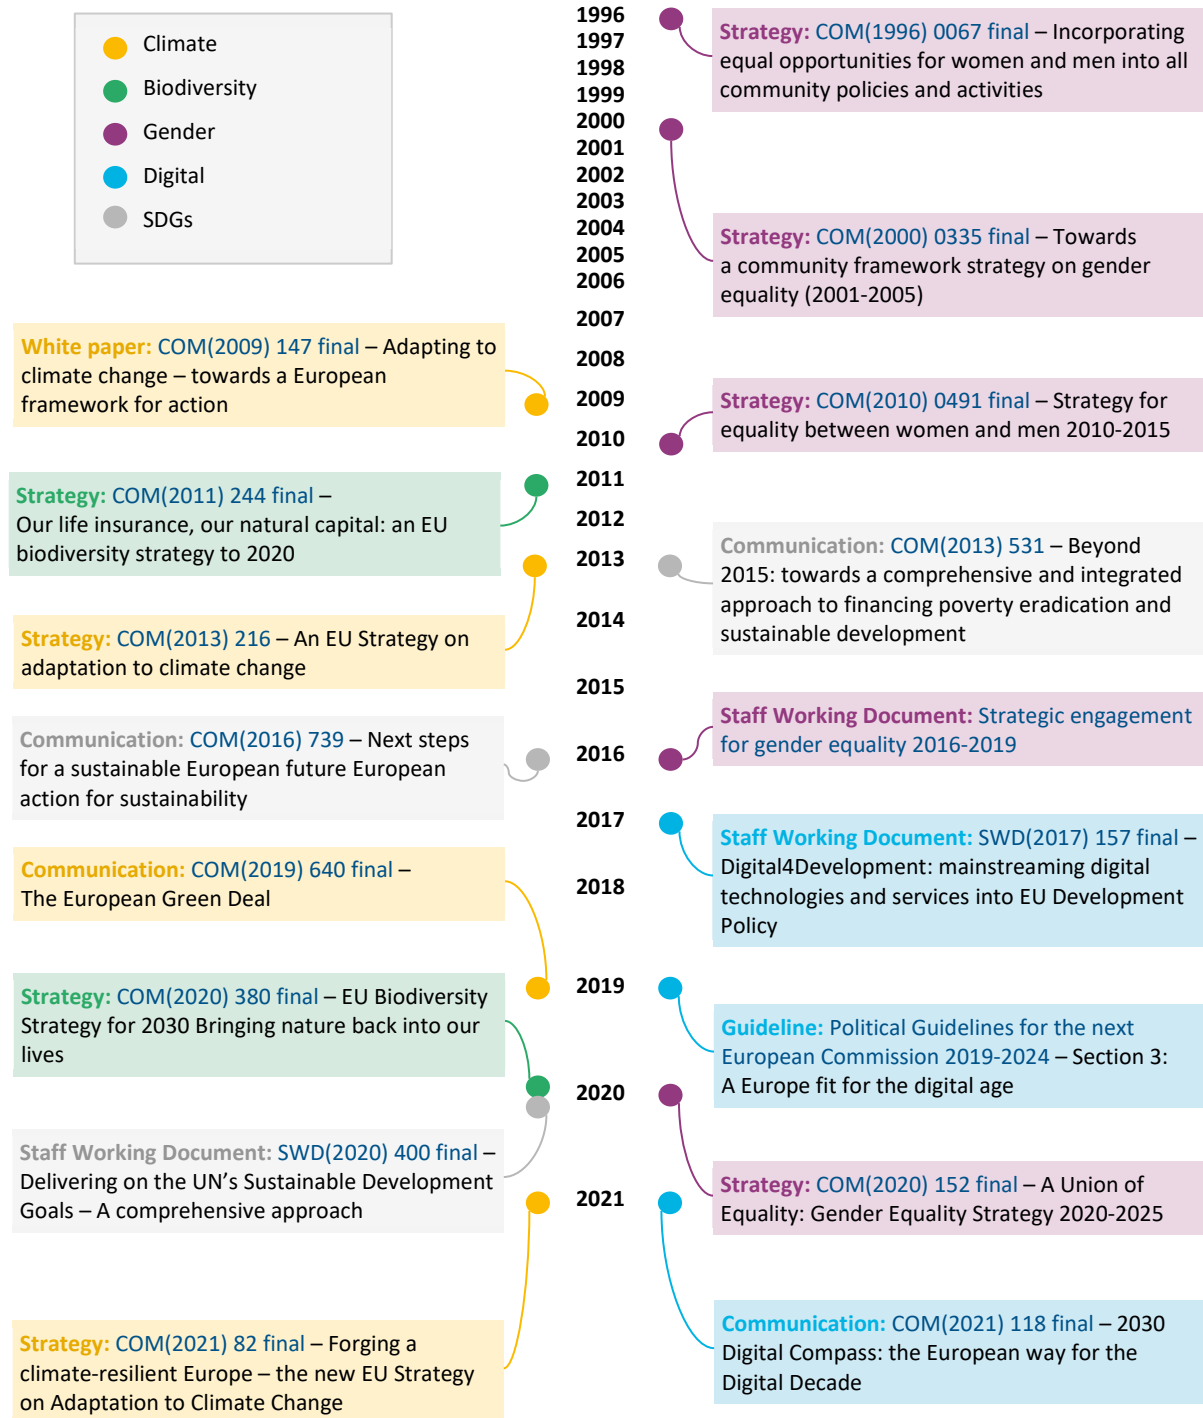 Climate
Biodiversity
Gender
Digital
SDGs
1996
1997
1998
1999
2000
2001
2002
2003
2004
2005
2006
2007
2008
2009
2010
2011
2012
2013
2014
2015
2016
2017
2018
2019
2020
2021
White paper: COM(2009) 147 final – Adapting to
climate change – towards a European
framework for action
Strategy: COM(2011) 244 final –
Our life insurance, our natural capital: an EU
biodiversity strategy to 2020
Strategy: COM(2013) 216 – An EU Strategy on
adaptation to climate change
Communication: COM(2016) 739 – Next steps
for a sustainable European future European
action for sustainability
Communication: COM(2019) 640 final –
The European Green Deal
Strategy: COM(2020) 380 final – EU Biodiversity
Strategy for 2030 Bringing nature back into our
lives
Staff Working Document: SWD(2020) 400 final –
Delivering on the UN’s Sustainable Development
Goals – A comprehensive approach
Strategy: COM(2021) 82 final – Forging a
climate-resilient Europe – the new EU Strategy
on Adaptation to Climate Change
Strategy: COM(1996) 0067 final – Incorporating
equal opportunities for women and men into all
community policies and activities
Strategy: COM(2000) 0335 final – Towards
a community framework strategy on gender
equality (2001-2005)
Strategy: COM(2010) 0491 final – Strategy for
equality between women and men 2010-2015
Communication: COM(2013) 531 – Beyond
2015: towards a comprehensive and integrated
approach to financing poverty eradication and
sustainable development
Staff Working Document: Strategic engagement
for gender equality 2016-2019
Staff Working Document: SWD(2017) 157 final –
Digital4Development: mainstreaming digital
technologies and services into EU Development
Policy
Guideline: Political Guidelines for the next
European Commission 2019-2024 – Section 3:
A Europe fit for the digital age
Strategy: COM(2020) 152 final – A Union of
Equality: Gender Equality Strategy 2020-2025
Communication: COM(2021) 118 final – 2030
Digital Compass: the European way for the
Digital Decade